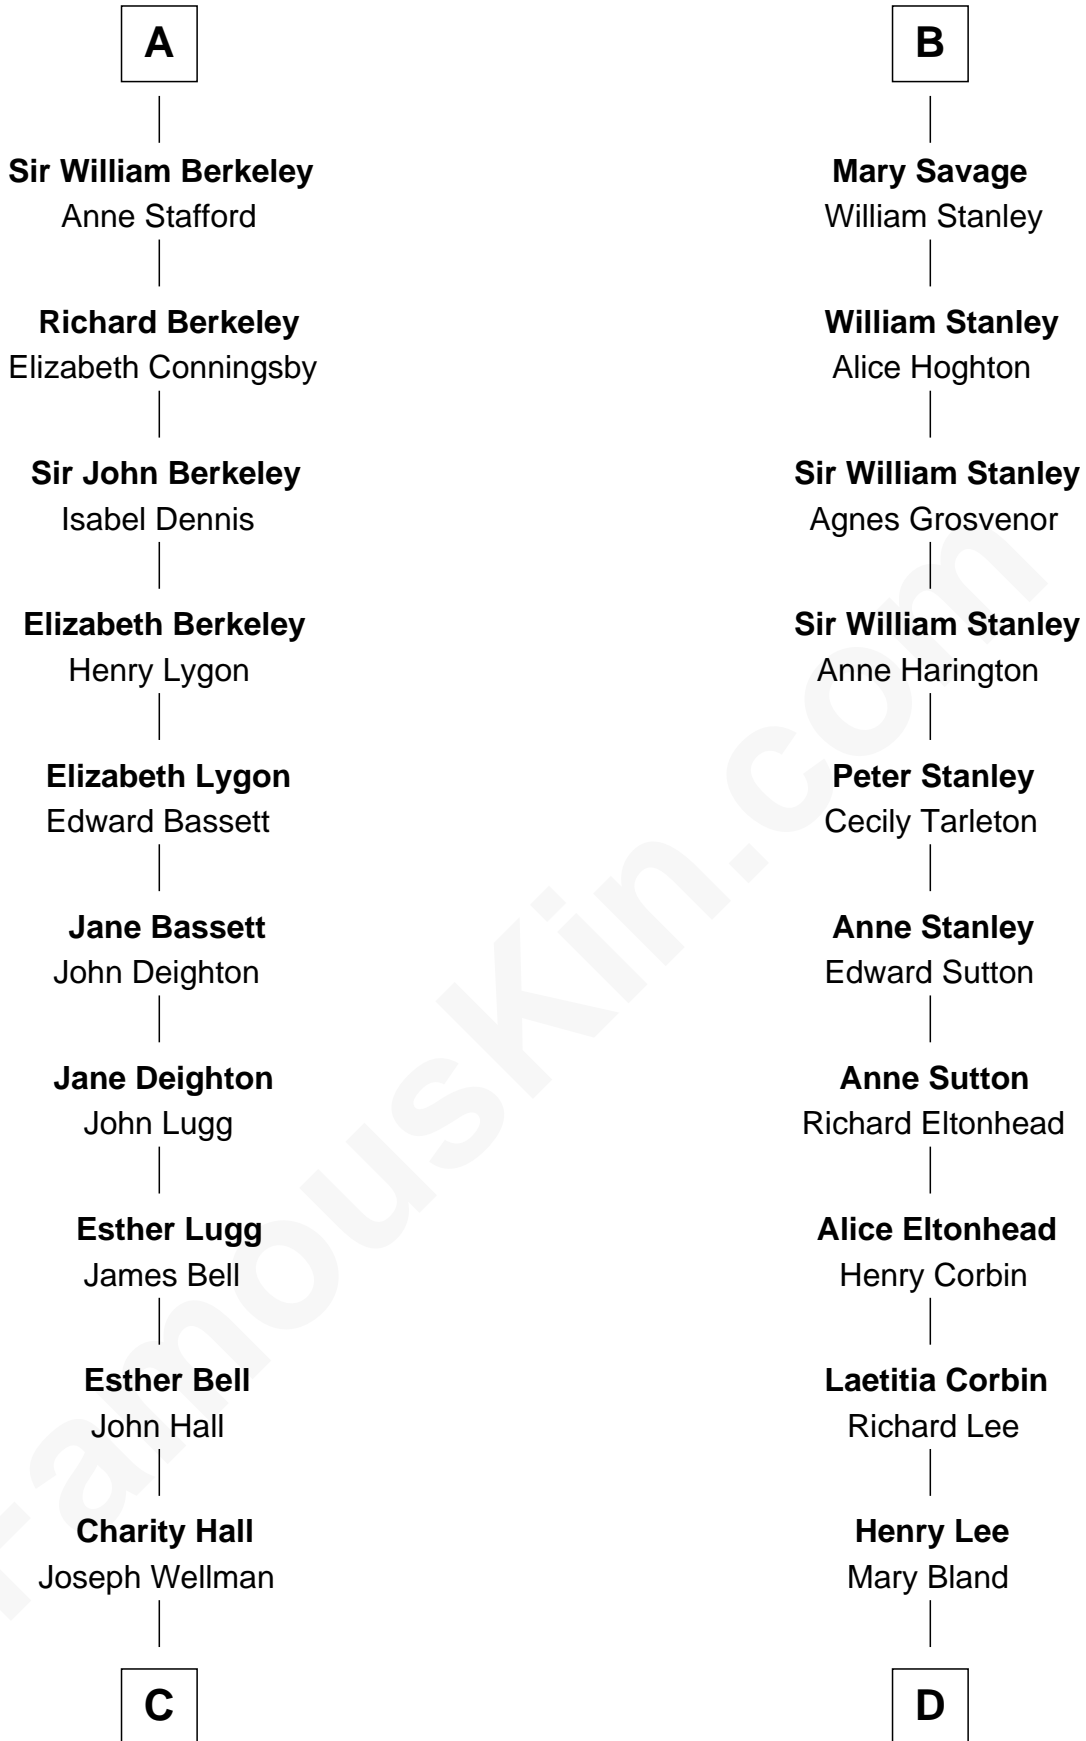 A
Sir William Berkeley
Anne Stafford
Richard Berkeley
Elizabeth Conningsby
Sir John Berkeley
Isabel Dennis
Elizabeth Berkeley
Henry Lygon
Elizabeth Lygon
Edward Bassett
Jane Bassett
John Deighton
Jane Deighton
John Lugg
Esther Lugg
James Bell
Esther Bell
John Hall
Charity Hall
Joseph Wellman
C
B
Mary Savage
William Stanley
William Stanley
Alice Hoghton
Sir William Stanley
Agnes Grosvenor
Sir William Stanley
Anne Harington
Peter Stanley
Cecily Tarleton
Anne Stanley
Edward Sutton
Anne Sutton
Richard Eltonhead
Alice Eltonhead
Henry Corbin
Laetitia Corbin
Richard Lee
Henry Lee
Mary Bland
D
FamousKin.com